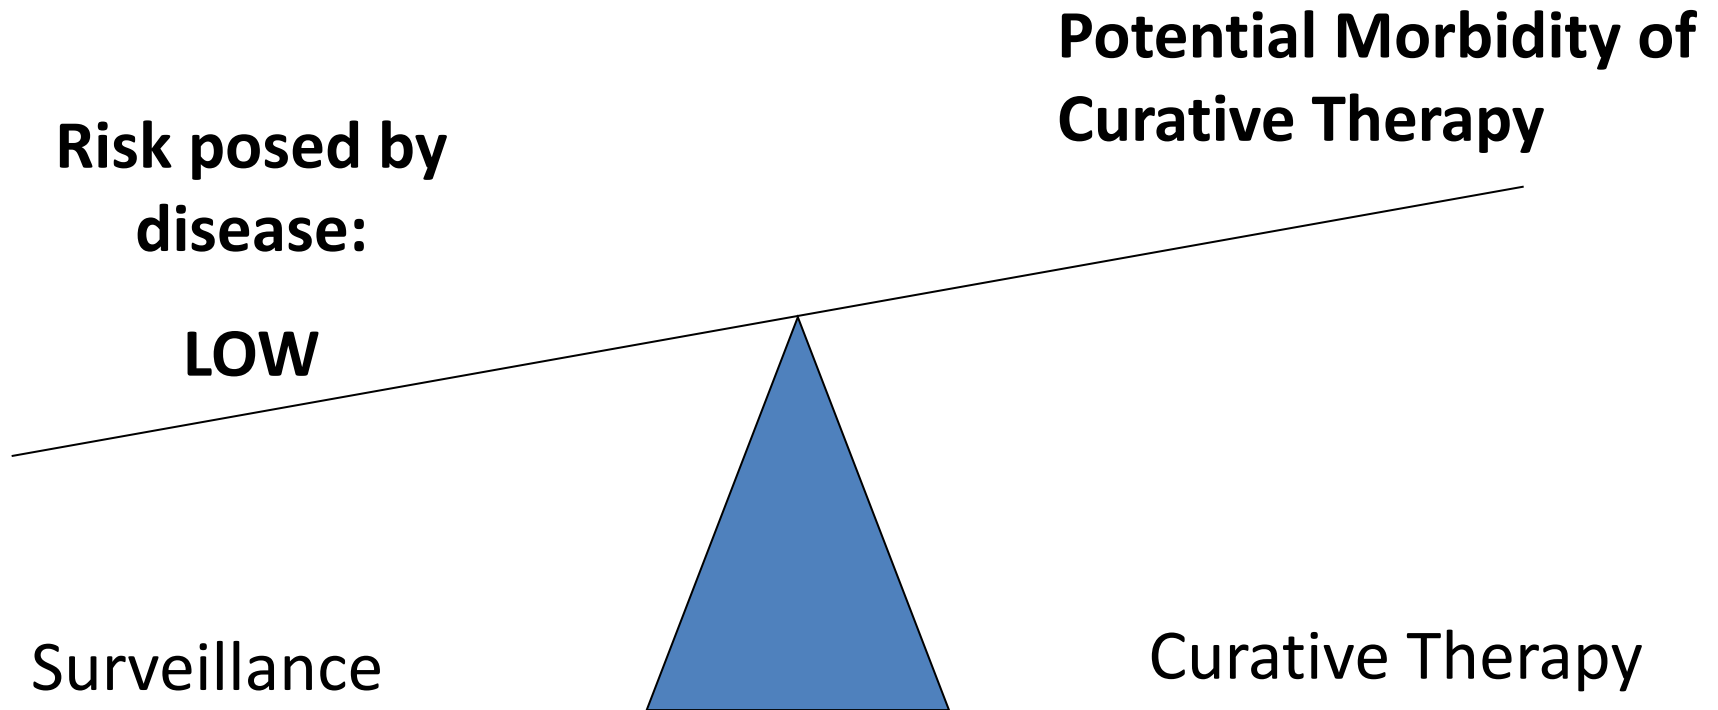 Potential Morbidity of
Curative Therapy
Risk posed by
disease:
LOW
Surveillance
Curative Therapy